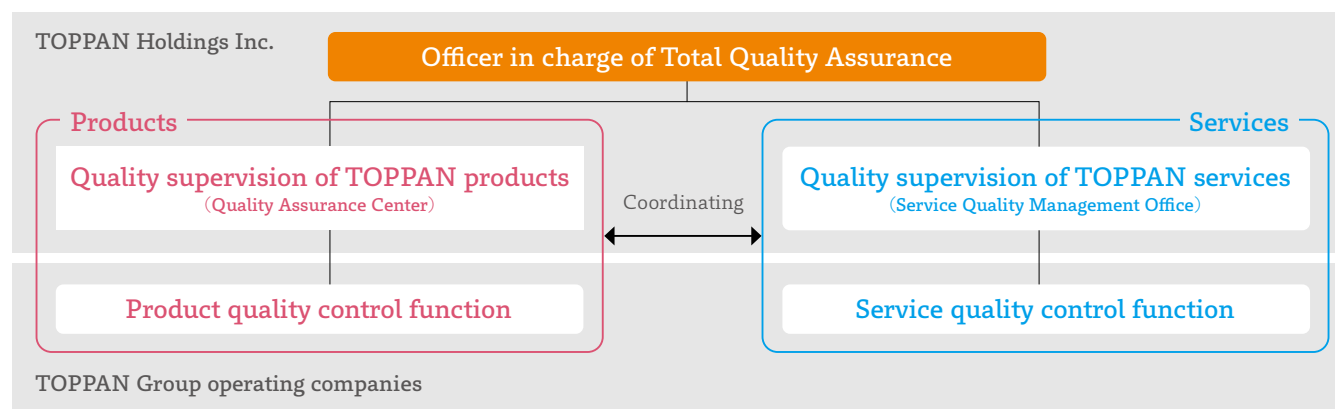 TOPPAN Holdings Inc.
Officer in charge of Total Quality Assurance
Products
Services
Quality supervision of TOPPAN products
（Quality Assurance Center）
Coordinating
Quality supervision of TOPPAN services
（Service Quality Management Office）
Product quality control function
Service quality control function
TOPPAN Group operating companies